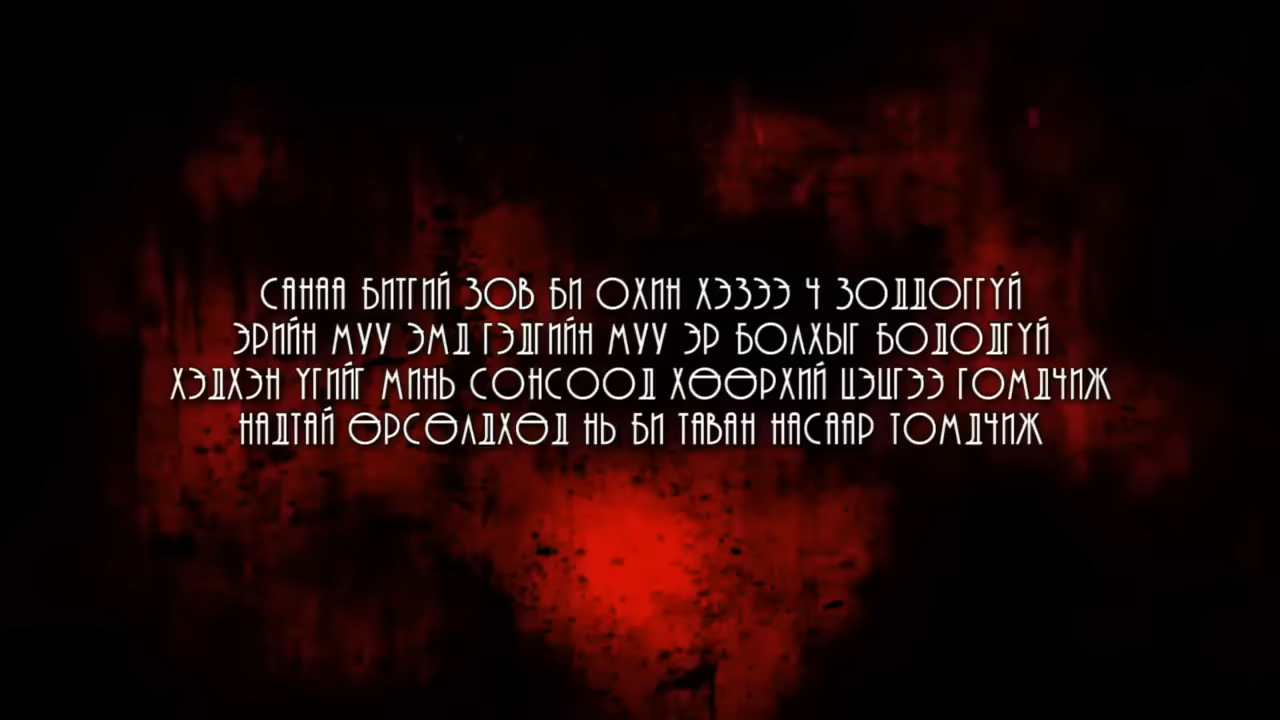 САНАА БИТГИЙ ЗОВ БИ ОХИН ХЭЗЭЭ Ч ЗОДДОГГҮЙ
ЭРИЙН МУУ ЭМД ГЭДГИЙН МУУ ЭР БОЛХЫГ БОДОДГҮЙ
ХЭДХЭН ҮГИЙГ МИНЬ СОНСООД ХӨӨРХИЙ ЦЭЦГЭЭ ГОМДЧИЖ
НАДТАЙ ӨРСӨЛДХӨД НЬ БИ ТАВАН НАСААР ТОМДЧИЖ